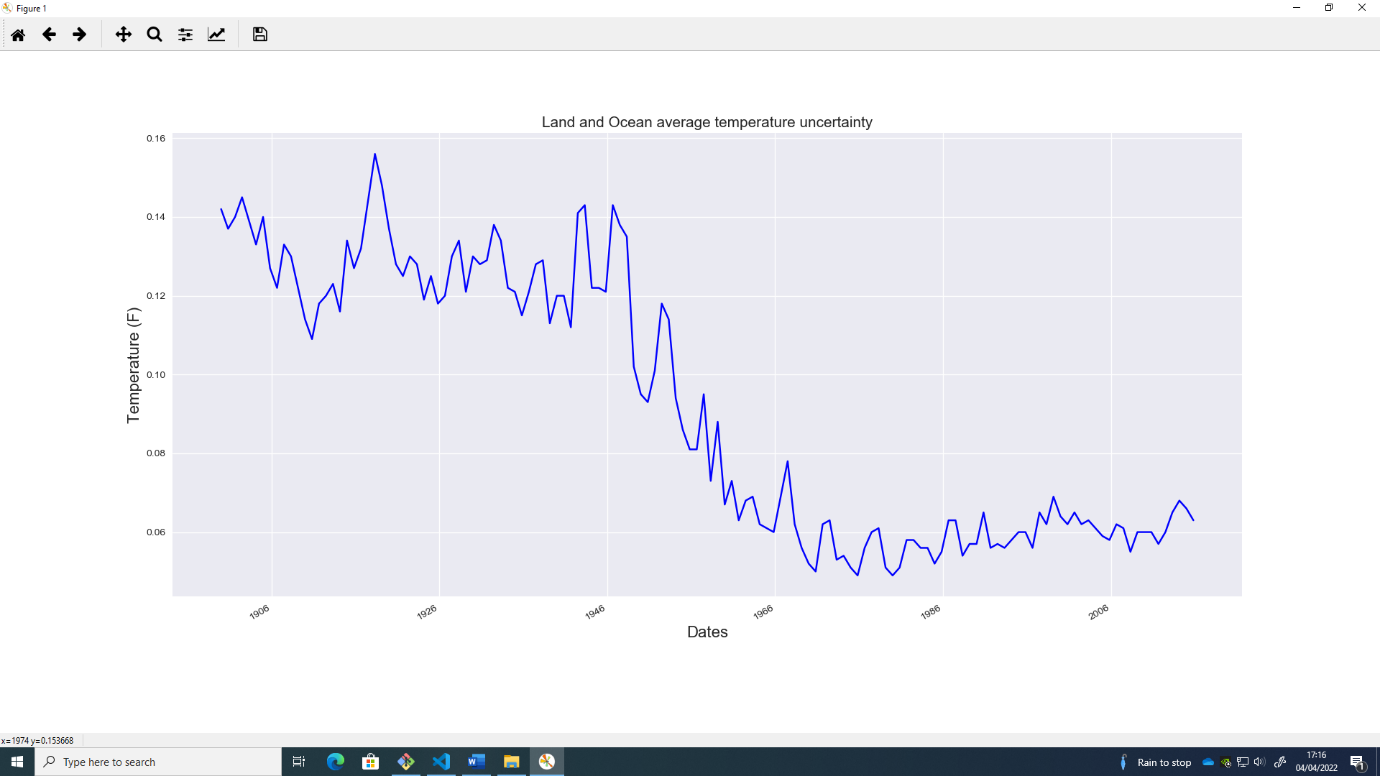 Figure 1
Land and Ocean average temperature uncertainty
0.16
0.14
0.12
0.10
0.08
0.06
Temperature (F)
1906
1926
1946
1966
1986
2006
Dates
x=1974 y=0.153668
Type here to search
W
Rain to stop
17:16
04/04/2022
1